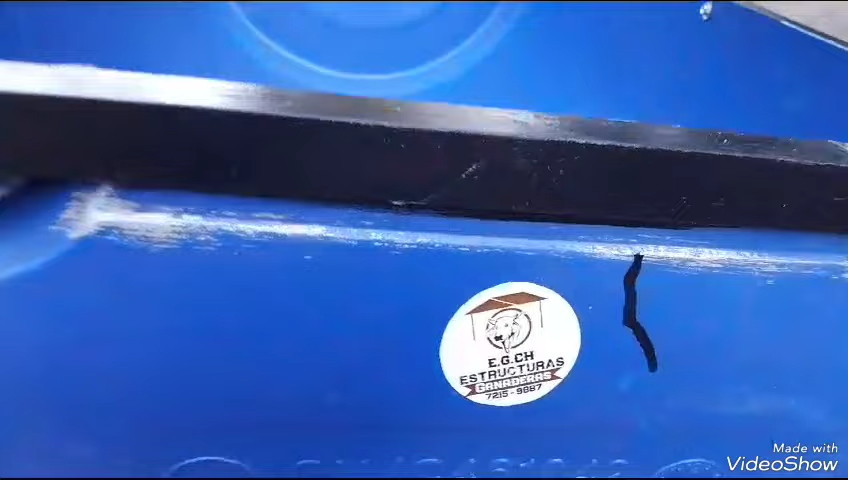 E.G.CH
ESTRUCTURAS
GANADERAS
7215-9887
Made with
VideoShow